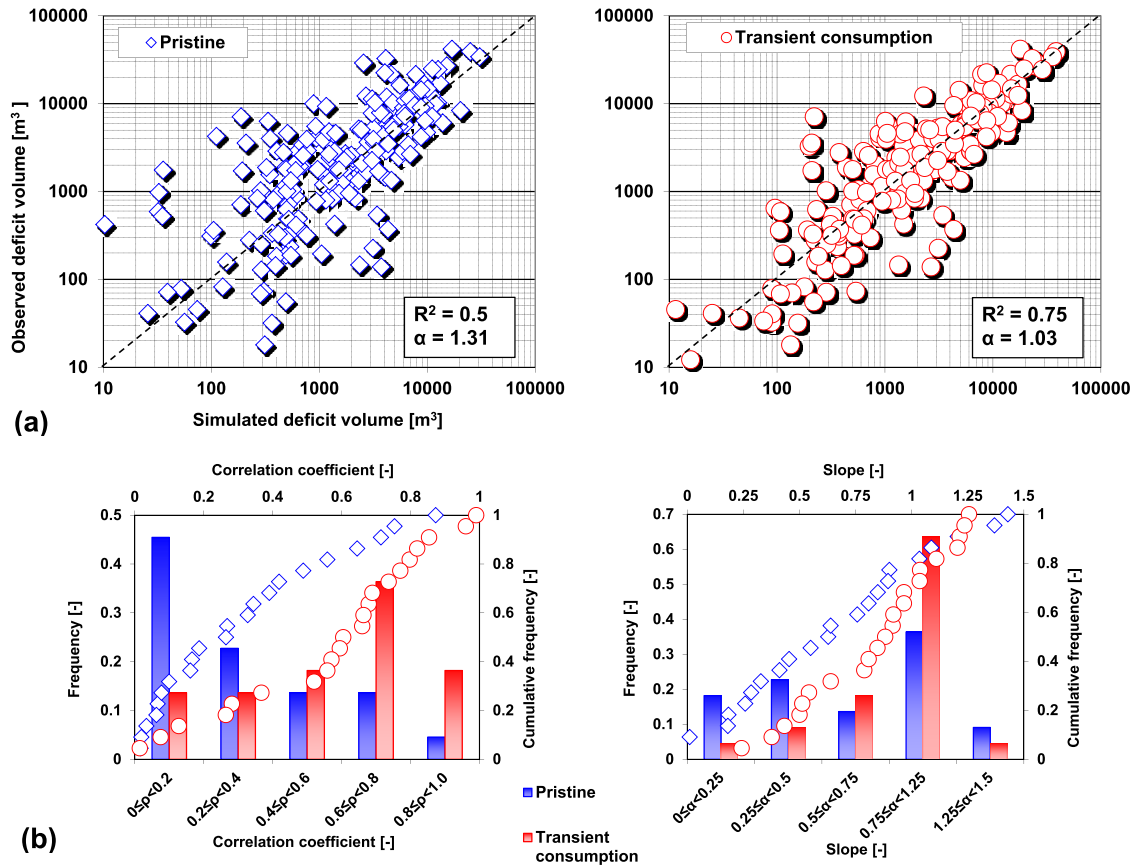 Pristine
Observed deficit volume [m³]
100000
100000
10000
1000
100
10
R² = 0.5
α = 1.31
10
100
1000
10000
100000
Simulated deficit volume [m³]
(a)
Transient consumption
100000
10000
1000
100
10
R² = 0.75
α = 1.03
10
100
1000
10000
100000
Correlation coefficient [-]
0 0.2 0.4 0.6 0.8 1
Frequency [-]
0.5
0.4
0.3
0.2
0.1
0
1
0.8
0.6
0.4
0.2
0
Cumulative frequency [-]
0≤ρ<0.2
0.2≤ρ<0.4
0.4≤ρ<0.6
0.6≤ρ<0.8
0.8≤ρ<1.0
Correlation coefficient [-]
(b)
Pristine
Transient
consumption
Slope [-]
0 0.25 0.5 0.75 1 1.25 1.5
Frequency [-]
0.7
0.6
0.5
0.4
0.3
0.2
0.1
0
1
0.8
0.6
0.4
0.2
0
Cumulative frequency [-]
0≤α<0.25
0.25≤α<0.5
0.5≤α<0.75
0.75≤α<1.25
1.25≤α<1.5
Slope [-]